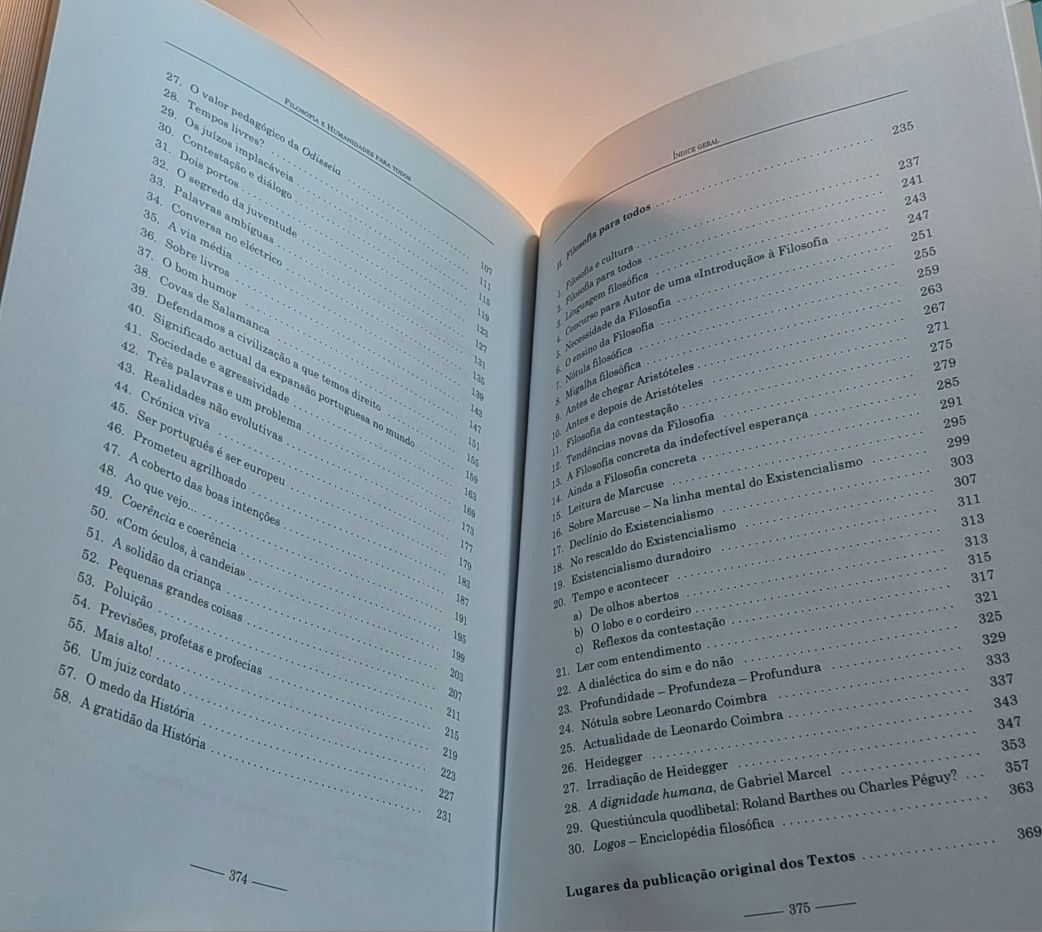 FILOSOFIA E HUMANIDADES PARA TODOS
27. O valor pedagógico da Odisseia ........ 107
28. Tempos livres? ........ 111
29. Os juízos implacáveis ........ 115
30. Contestação e diálogo ........ 119
31. Dois portos ........ 123
32. O segredo da juventude ........ 127
33. Palavras ambíguas ........ 131
34. Conversa no eléctrico ........ 135
35. A via média ........ 139
36. Sobre livros ........ 143
37. O bom humor ........ 147
38. Covas de Salamanca ........ 151
39. Defendamos a civilização a que temos direito ........ 155
40. Significado actual da expansão portuguesa no mundo ........ 159
41. Sociedade e agressividade ........ 163
42. Três palavras e um problema ........ 169
43. Realidades não evolutivas ........ 173
44. Crónica viva ........ 177
45. Ser português é ser europeu ........ 179
46. Prometeu agrilhoado ........ 183
47. A coberto das boas intenções ........ 187
48. Ao que vejo... ........ 191
49. Coerência e coerência ........ 195
50. «Com óculos, à candeia» ........ 199
51. A solidão da criança ........ 203
52. Pequenas grandes coisas ........ 207
53. Poluição ........ 211
54. Previsões, profetas e profecias ........ 215
55. Mais alto! ........ 219
56. Um juiz cordato ........ 223
57. O medo da História ........ 227
58. A gratidão da História ........ 231
374
ÍNDICE GERAL
II. Filosofia para todos ........ 235
1. Filosofia e cultura ........ 237
2. Filosofia para todos ........ 241
3. Linguagem filosófica ........ 243
4. Concurso para Autor de uma «Introdução» à Filosofia ........ 247
5. Necessidade da Filosofia ........ 251
6. O ensino da Filosofia ........ 255
7. Nótula filosófica ........ 259
8. Migalha filosófica ........ 263
9. Antes de chegar Aristóteles ........ 267
10. Antes e depois de Aristóteles ........ 271
11. Filosofia da contestação ........ 275
12. Tendências novas da Filosofia ........ 279
13. A Filosofia concreta da indefectível esperança ........ 285
14. Ainda a Filosofia concreta ........ 291
15. Leitura de Marcuse ........ 295
16. Sobre Marcuse – Na linha mental do Existencialismo ........ 299
17. Declínio do Existencialismo ........ 303
18. No rescaldo do Existencialismo ........ 307
19. Existencialismo duradoiro ........ 311
20. Tempo e acontecer ........ 313
a) De olhos abertos ........ 313
b) O lobo e o cordeiro ........ 315
c) Reflexos da contestação ........ 317
21. Ler com entendimento ........ 321
22. A dialéctica do sim e do não ........ 325
23. Profundidade – Profundeza – Profundura ........ 329
24. Nótula sobre Leonardo Coimbra ........ 333
25. Actualidade de Leonardo Coimbra ........ 337
26. Heidegger ........ 343
27. Irradiação de Heidegger ........ 347
28. A dignidade humana, de Gabriel Marcel ........ 353
29. Questiúncula quodlibetal: Roland Barthes ou Charles Péguy? .... 357
30. Logos – Enciclopédia filosófica ........ 363
Lugares da publicação original dos Textos ........ 369
375